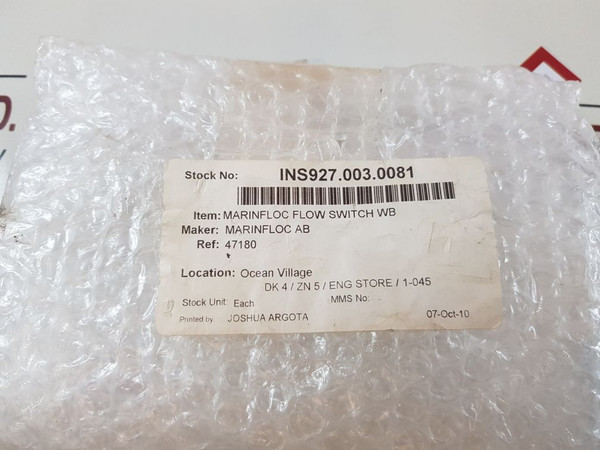 D.
Stock No: INS927.003.0081
Item: MARINFLOC FLOW SWITCH WB
Maker: MARINFLOC AB
Ref: 47180
Location: Ocean Village
DK 4 / ZN 5 / ENG STORE / 1-045
Stock Unit: Each MMS No:
Printed by JOSHUA ARGOTA 07-Oct-10